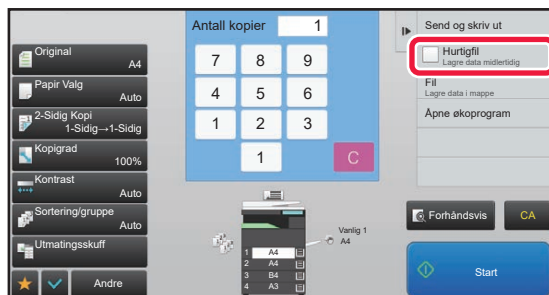 Original
A4
Papir Valg
Auto
2-Sidig Kopi
1-Sidig→1-Sidig
Kopigrad
100%
Kontrast
Auto
Sortering/gruppe
Auto
Utmatingsskuff
Andre
Antall kopier 1
7 8 9
4 5 6
1 2 3
1 C
Vanlig 1
A4
1 A4
2 A4
3 B4
4 A3
Send og skriv ut
Hurtigfil
Lagre data midlertidig
Fil
Lagre data i mappe
Åpne økoprogram
Forhåndsvis CA
Start